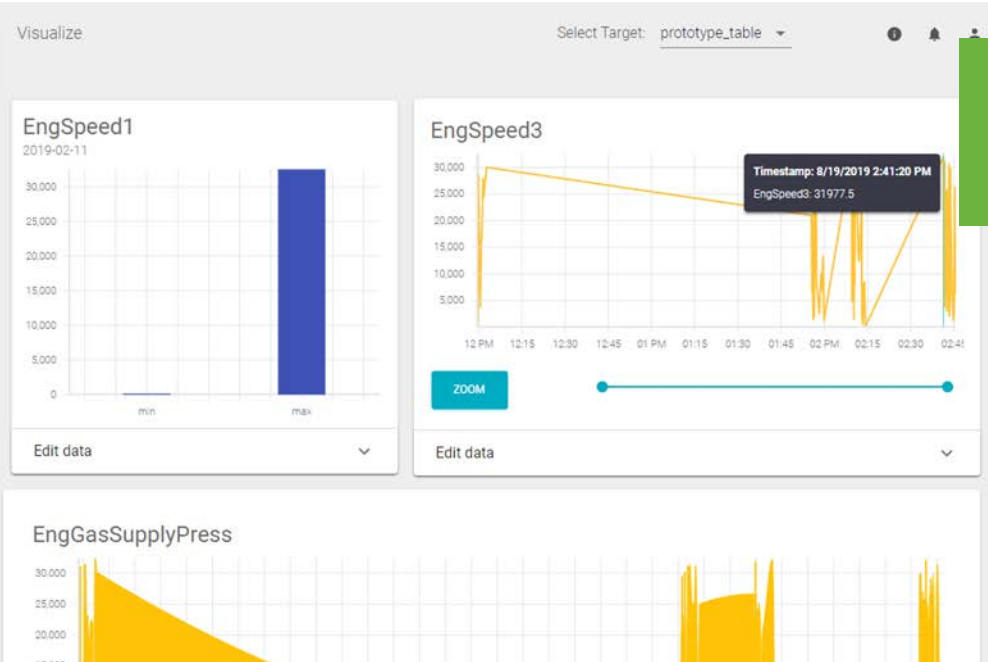 Visualize
Select Target: prototype_table
EngSpeed1
2019-02-11
30,000
25,000
20,000
15,000
10,000
5,000
0
min
max
Edit data
EngSpeed3
30,000
25,000
20,000
15,000
10,000
5,000
Timestamp: 8/19/2019 2:41:20 PM
EngSpeed3: 31977.5
12 PM 12:15 12:30 12:45 01 PM 01:15 01:30 01:45 02 PM 02:15 02:30
ZOOM
Edit data
EngGasSupplyPress
30,000
25,000
20,000